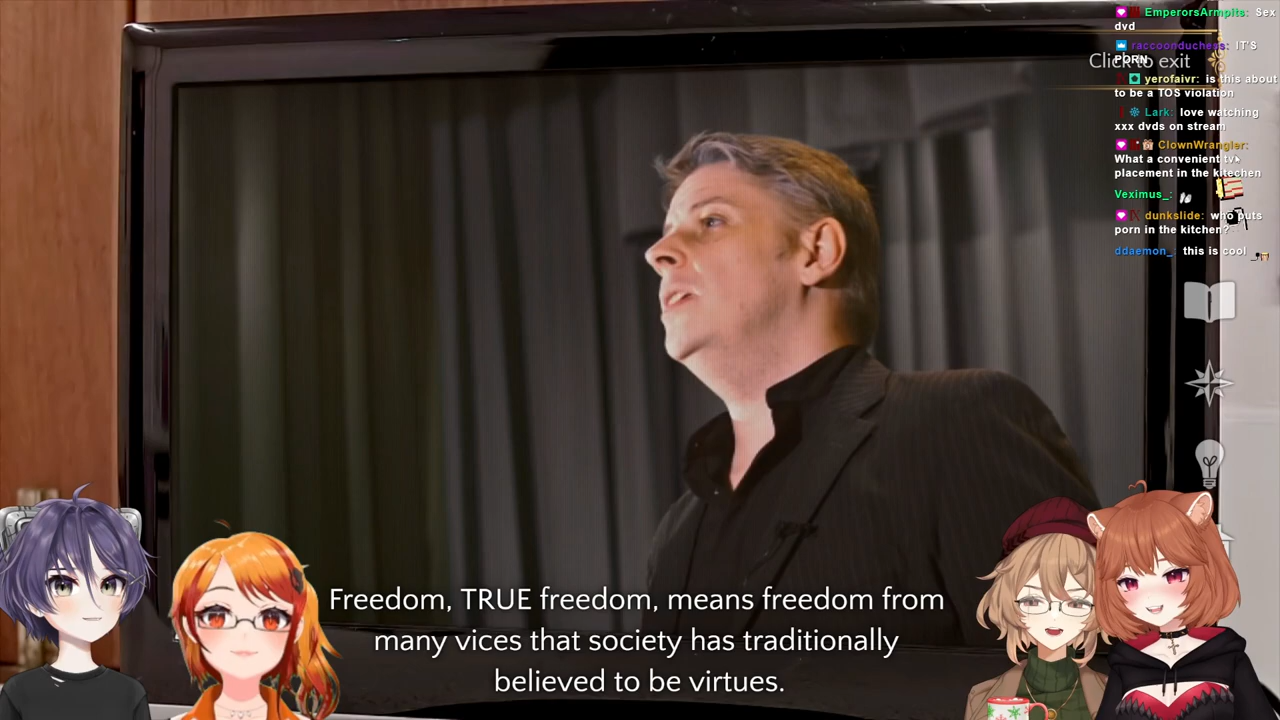 EmperorsArmpits: Sex
dvd
raccoonduchess: IT'S
PORN
Click to exit
yerofaivr: is this about
to be a TOS violation
Lark: love watching
xxx dvds on stream
ClownWrangler:
What a convenient tv
placement in the kitechen
Veximus_:
dunkslide: who puts
porn in the kitchen?
ddaemon_: this is cool
Freedom, TRUE freedom, means freedom from
many vices that society has traditionally
believed to be virtues.